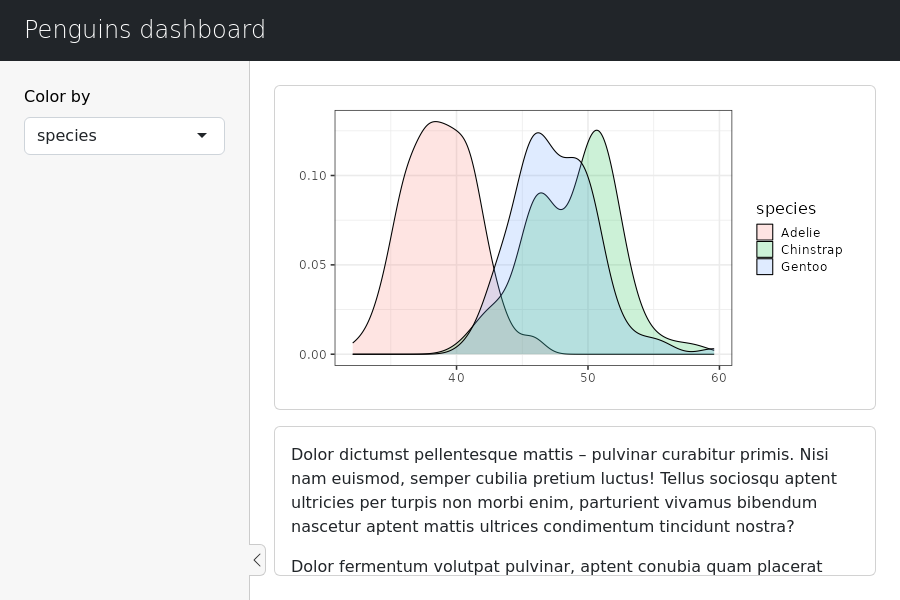 Penguins dashboard
Color by
species
0.10
0.05
0.00
40 50 60
species
Adelie
Chinstrap
Gentoo
Dolor dictumst pellentesque mattis – pulvinar curabitur primis. Nisi
nam euismod, semper cubilia pretium luctus! Tellus sociosqu aptent
ultricies per turpis non morbi enim, parturient vivamus bibendum
nascetur aptent mattis ultrices condimentum tincidunt nostra?
Dolor fermentum volutpat pulvinar, aptent conubia quam placerat